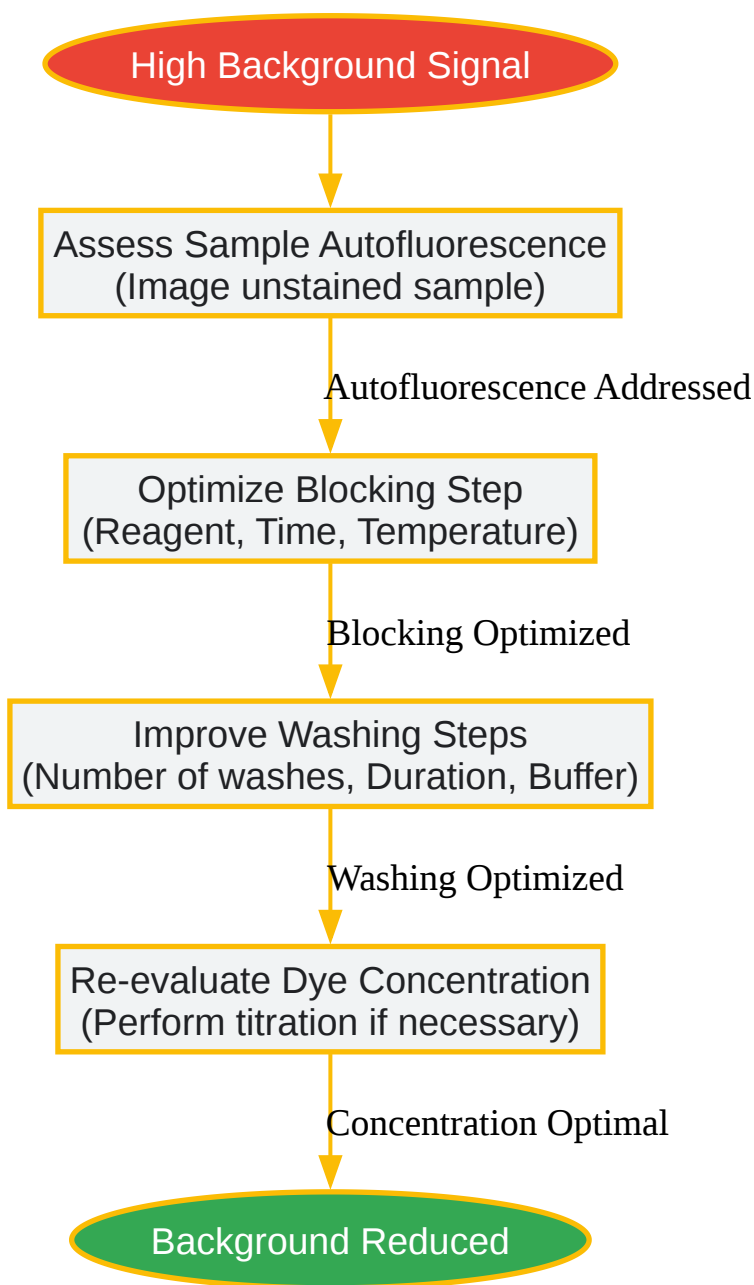 High Background Signal
Assess Sample Autofluorescence
(Image unstained sample)
Autofluorescence Addressed
Optimize Blocking Step
(Reagent, Time, Temperature)
Blocking Optimized
Improve Washing Steps
(Number of washes, Duration, Buffer)
Washing Optimized
Re-evaluate Dye Concentration
(Perform titration if necessary)
Concentration Optimal
Background Reduced